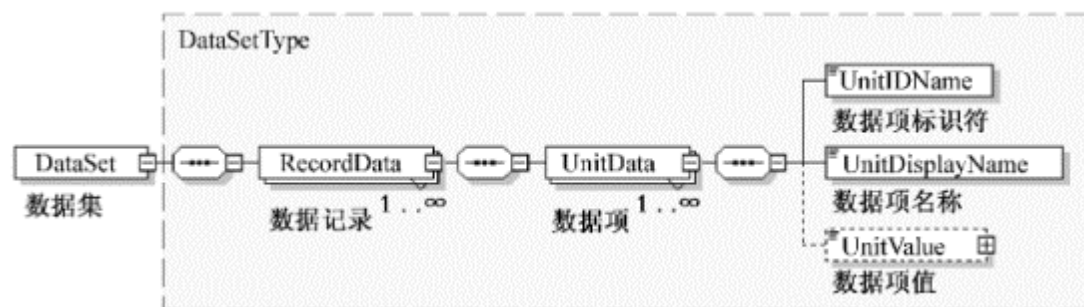 DataSetType
UnitIDName
数据项标识符
DataSet
RecordData
UnitData
UnitDisplayName
数据集
数据记录
1..∞
数据项
1..∞
数据项名称
UnitValue
数据项值